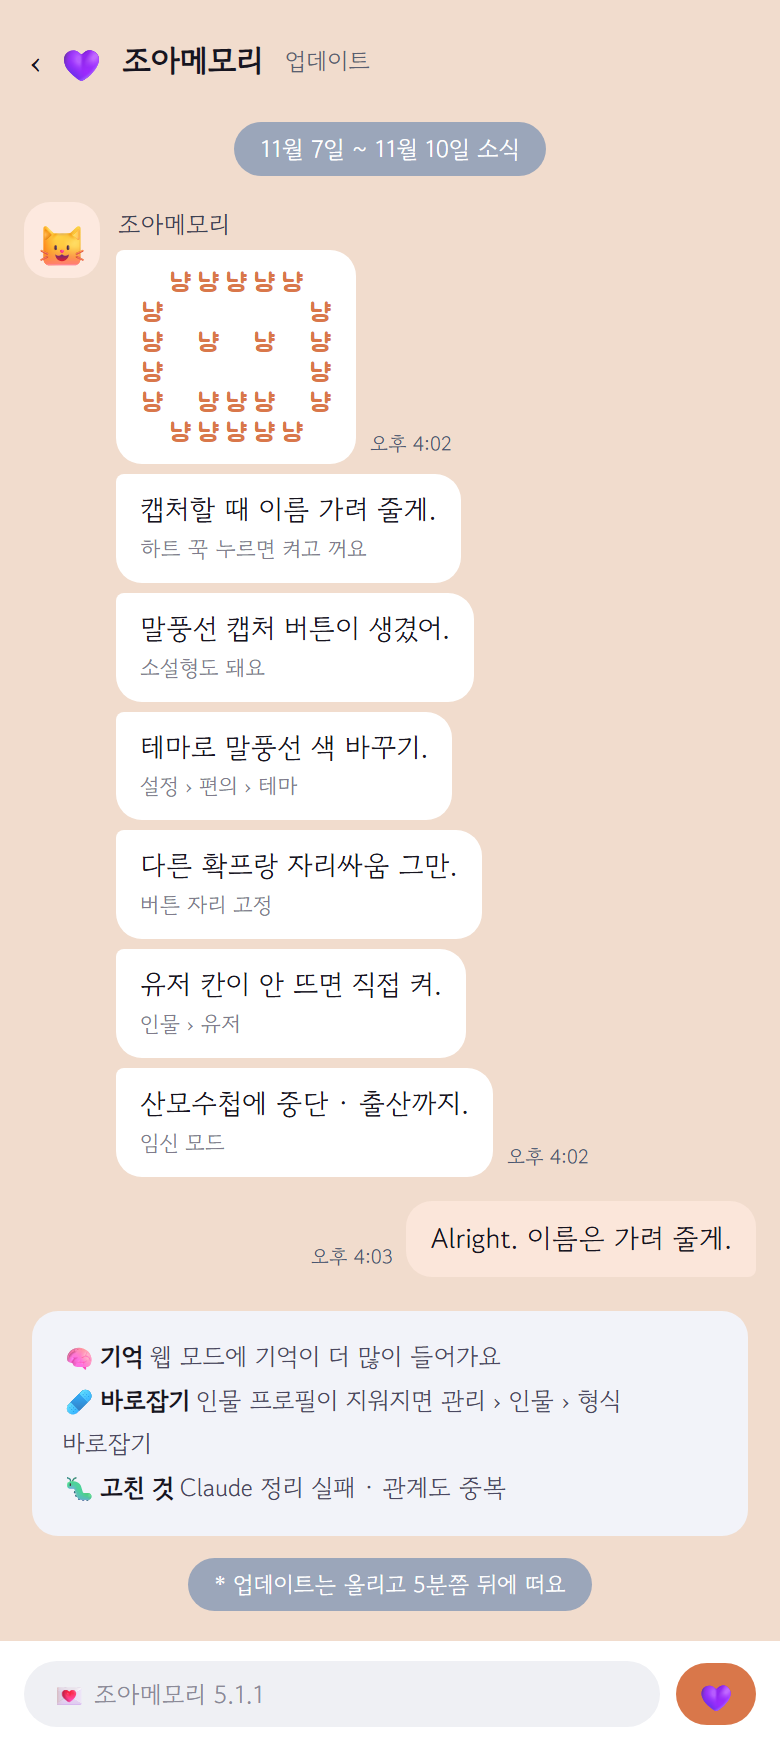 ‹ 💜 조아메모리 업데이트
11월 7일 ~ 11월 10일 소식
조아메모리
냥냥냥냥냥
냥 냥
냥 냥 냥 냥
냥 냥
냥 냥냥냥 냥
냥냥냥냥냥
오후 4:02
캡처할 때 이름 가려 줄게.
하트 꾹 누르면 켜고 꺼요
말풍선 캡처 버튼이 생겼어.
소설형도 돼요
테마로 말풍선 색 바꾸기.
설정 › 편의 › 테마
다른 확프랑 자리싸움 그만.
버튼 자리 고정
유저 칸이 안 뜨면 직접 켜.
인물 › 유저
산모수첩에 중단 · 출산까지.
임신 모드
오후 4:02
Alright. 이름은 가려 줄게.
오후 4:03
🧠 기억 웹 모드에 기억이 더 많이 들어가요
🩹 바로잡기 인물 프로필이 지워지면 관리 › 인물 › 형식
바로잡기
🐛 고친 것 Claude 정리 실패 · 관계도 중복
* 업데이트는 올리고 5분쯤 뒤에 떠요
💌 조아메모리 5.1.1